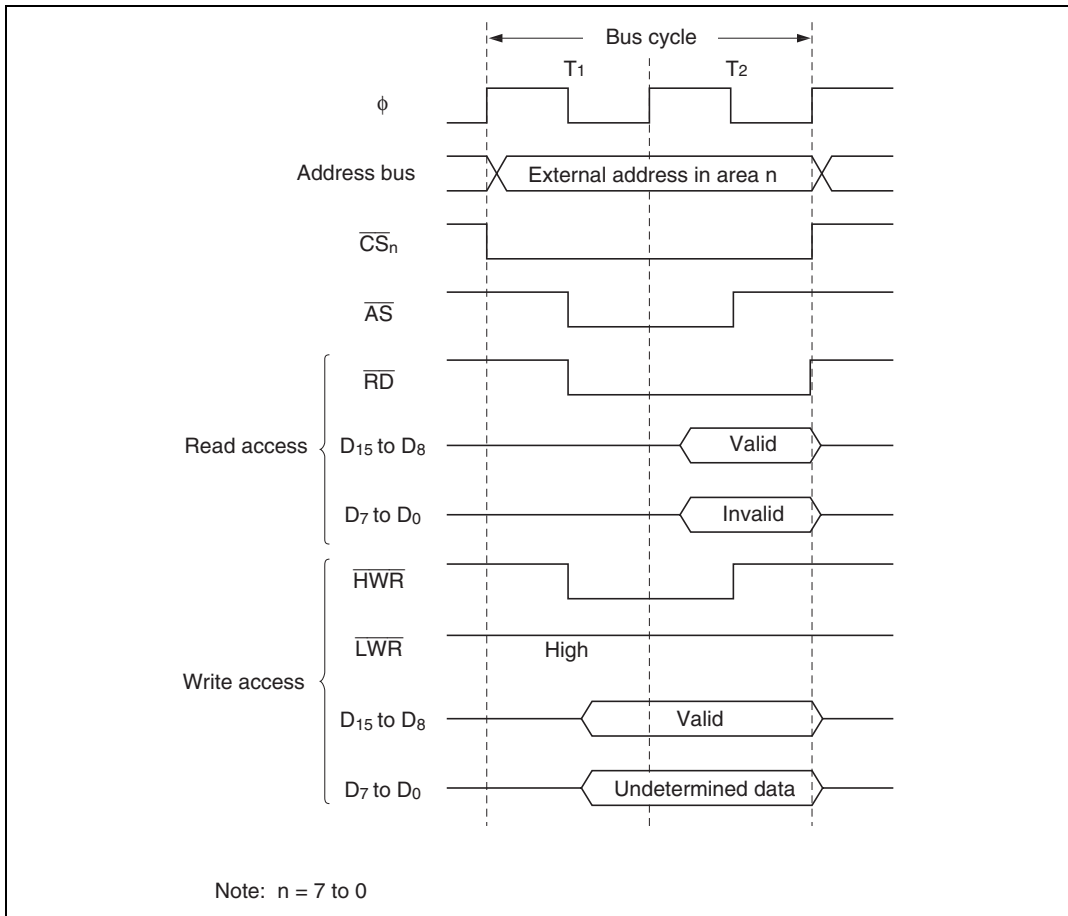 Bus cycle
T1 T2
φ
Address bus External address in area n
CSn
AS
Read access
RD
D15 to D8 Valid
D7 to D0 Invalid
Write access
HWR
LWR High
D15 to D8 Valid
D7 to D0 Undetermined data
Note: n = 7 to 0